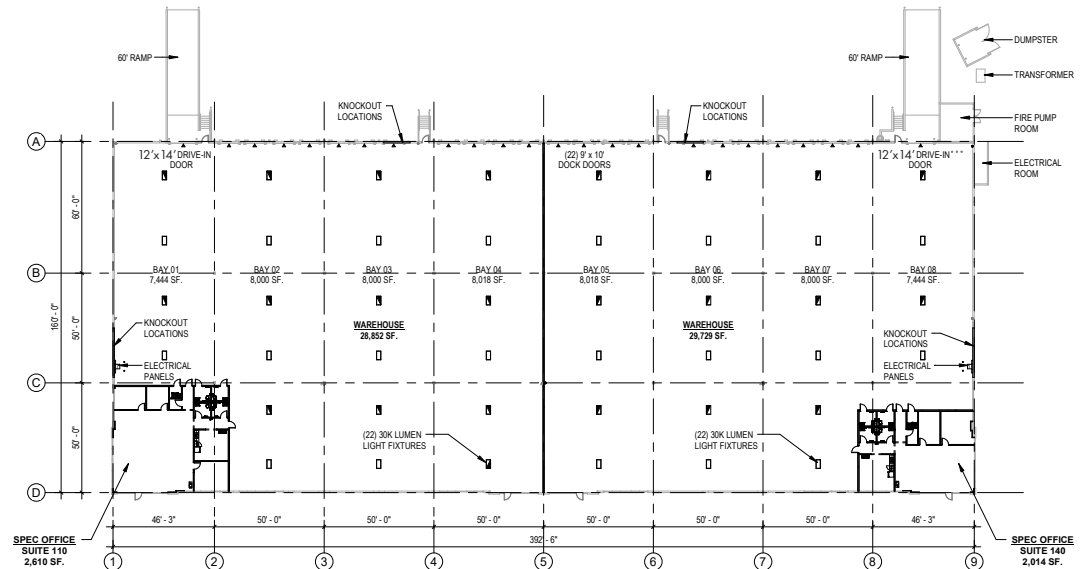 60' RAMP
60' RAMP
DUMPSTER
TRANSFORMER
KNOCKOUT
LOCATIONS
KNOCKOUT
LOCATIONS
FIRE PUMP
ROOM
A
12'x14' DRIVE-IN
DOOR
(22) 9' x 10'
DOCK DOORS
12'x14' DRIVE-IN
DOOR
ELECTRICAL
ROOM
60' - 0"
B
BAY 01
7,444 SF.
BAY 02
8,000 SF.
BAY 03
8,000 SF.
BAY 04
8,018 SF.
BAY 05
8,018 SF.
BAY 06
8,000 SF.
BAY 07
8,000 SF.
BAY 08
7,444 SF.
160' - 0"
50' - 0"
KNOCKOUT
LOCATIONS
WAREHOUSE
28,852 SF.
WAREHOUSE
29,729 SF.
KNOCKOUT
LOCATIONS
ELECTRICAL
PANELS
ELECTRICAL
PANELS
C
50' - 0"
(22) 30K LUMEN
LIGHT FIXTURES
(22) 30K LUMEN
LIGHT FIXTURES
D
46' - 3"
50' - 0"
50' - 0"
50' - 0"
50' - 0"
50' - 0"
50' - 0"
46' - 3"
392' - 6"
SPEC OFFICE
SUITE 110
2,610 SF.
SPEC OFFICE
SUITE 140
2,014 SF.
1
2
3
4
5
6
7
8
9